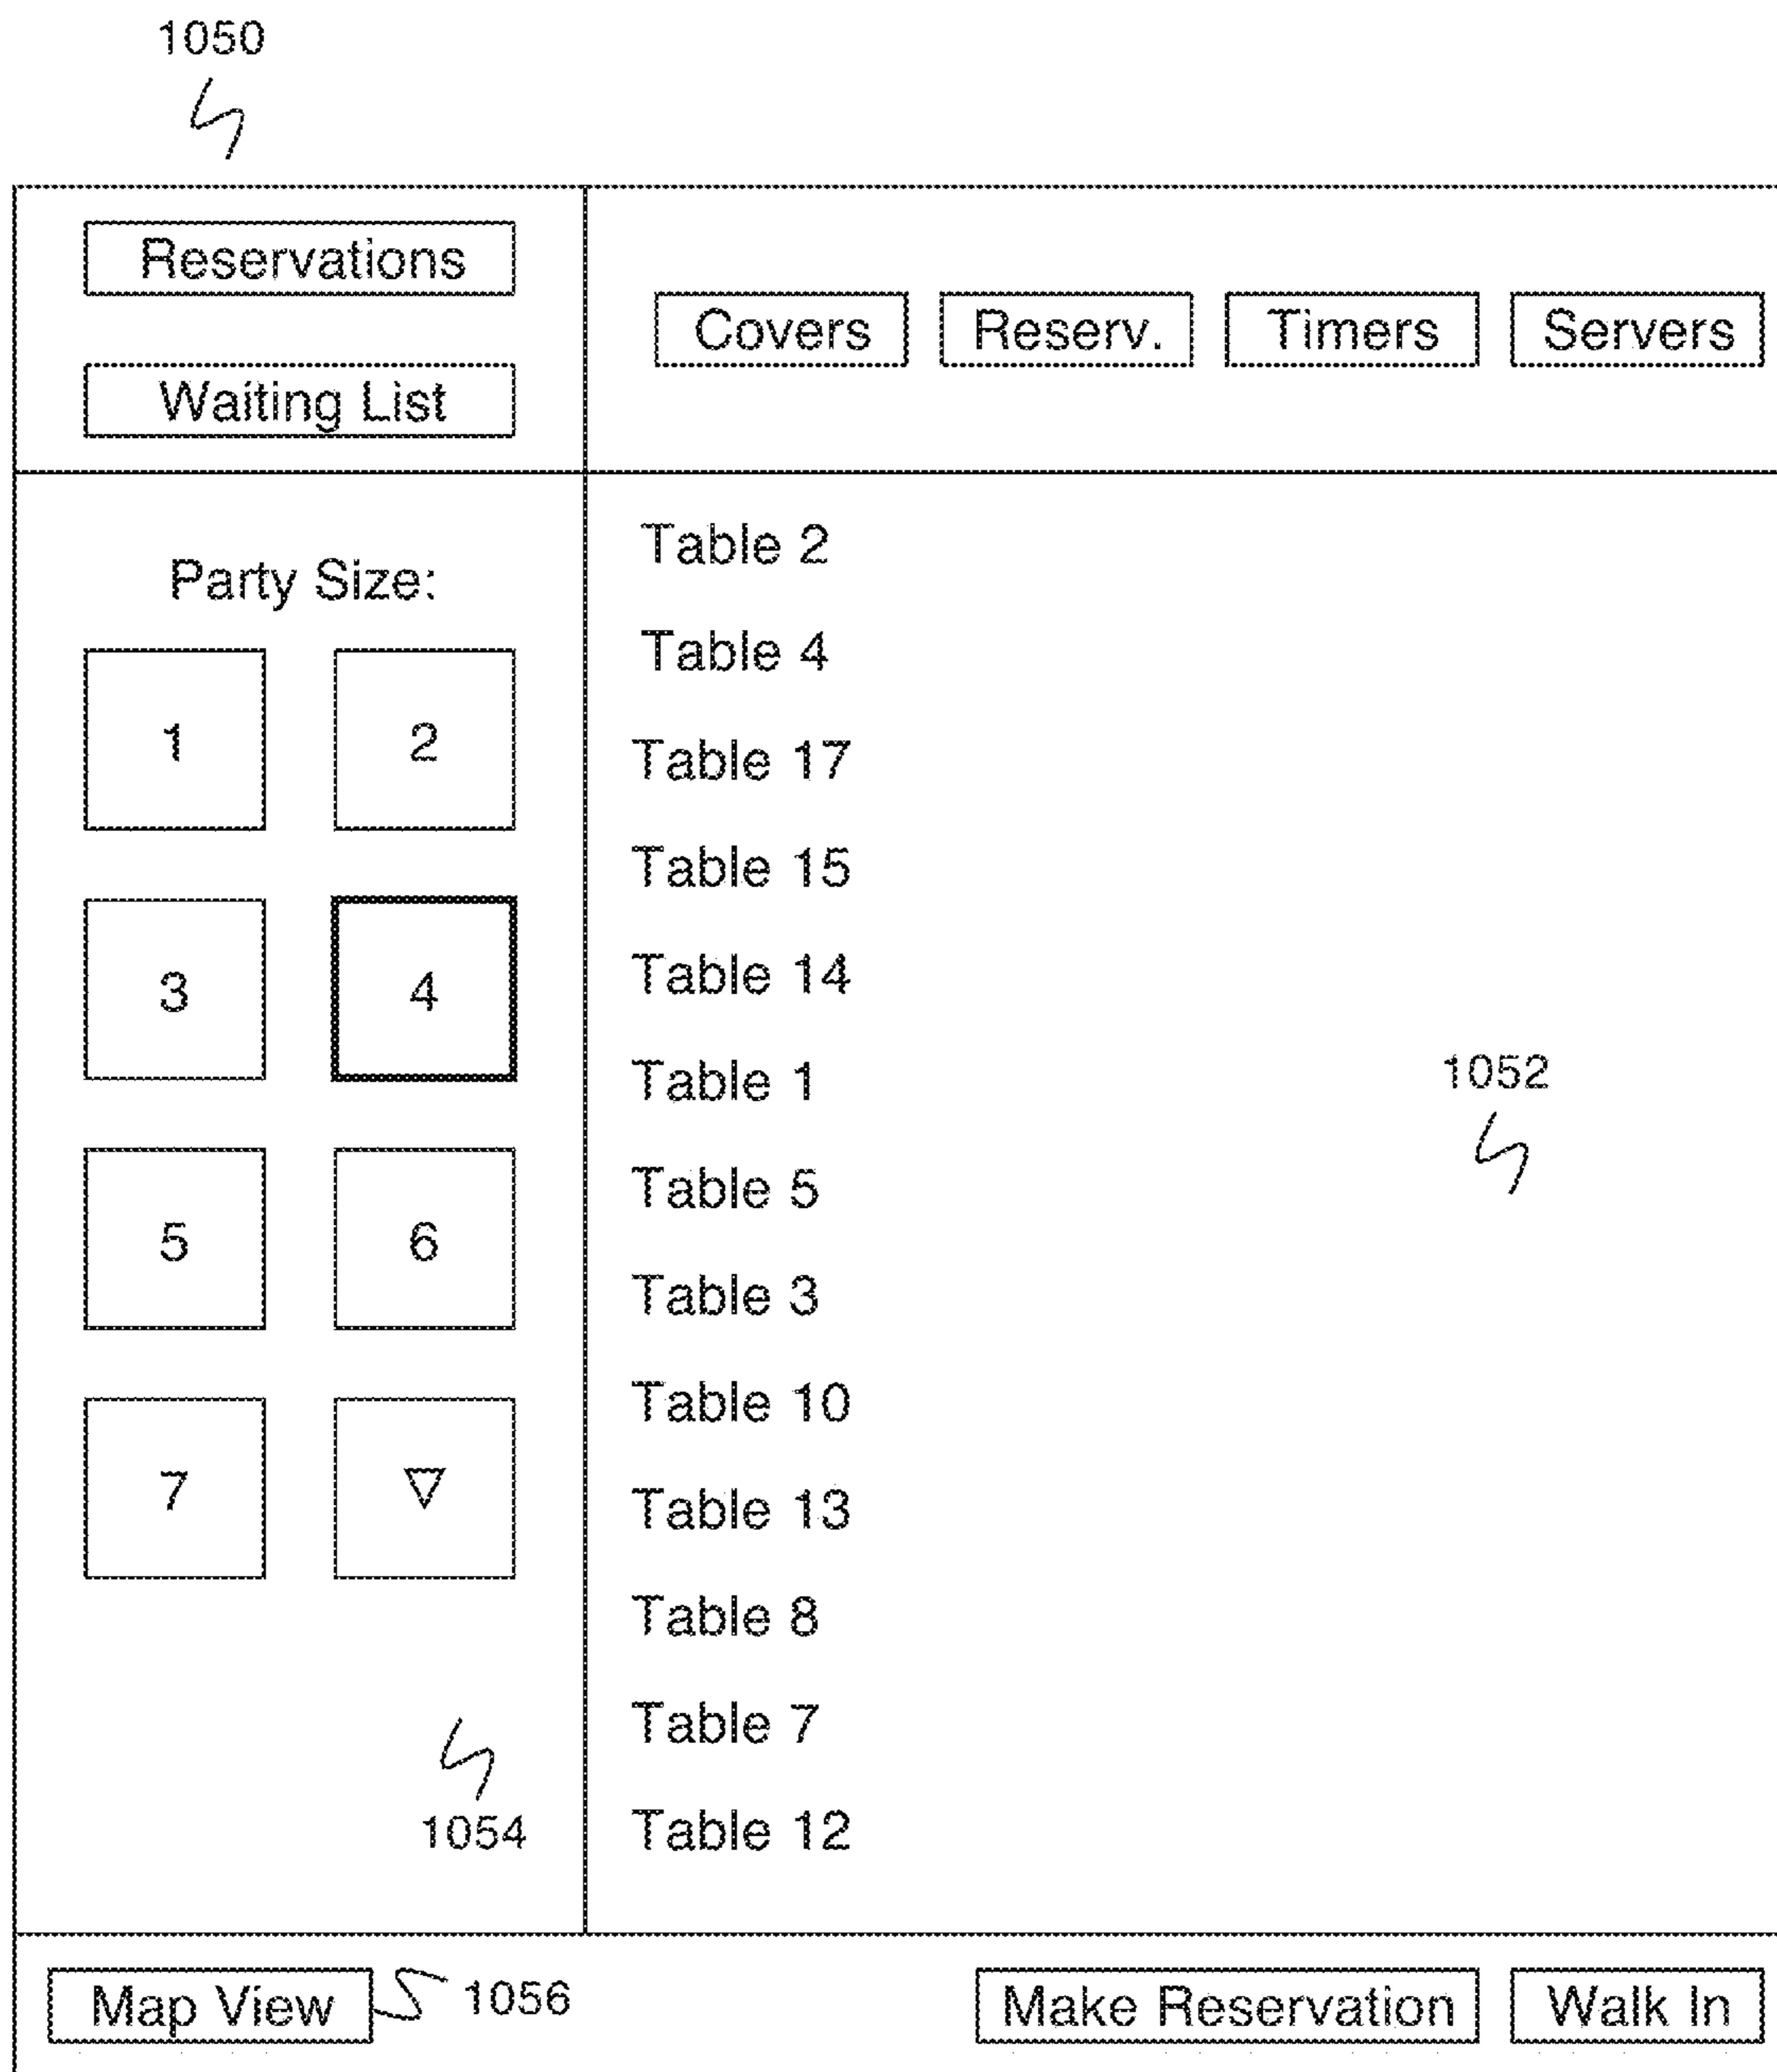 1050
Reservations
Waiting List
Covers Reserv. Timers Servers
Party Size:
1 2
3 4
5 6
7
1054
Table 2
Table 4
Table 17
Table 15
Table 14
Table 1
Table 5
Table 3
Table 10
Table 13
Table 8
Table 7
Table 12
1052
Map View 1056
Make Reservation Walk In